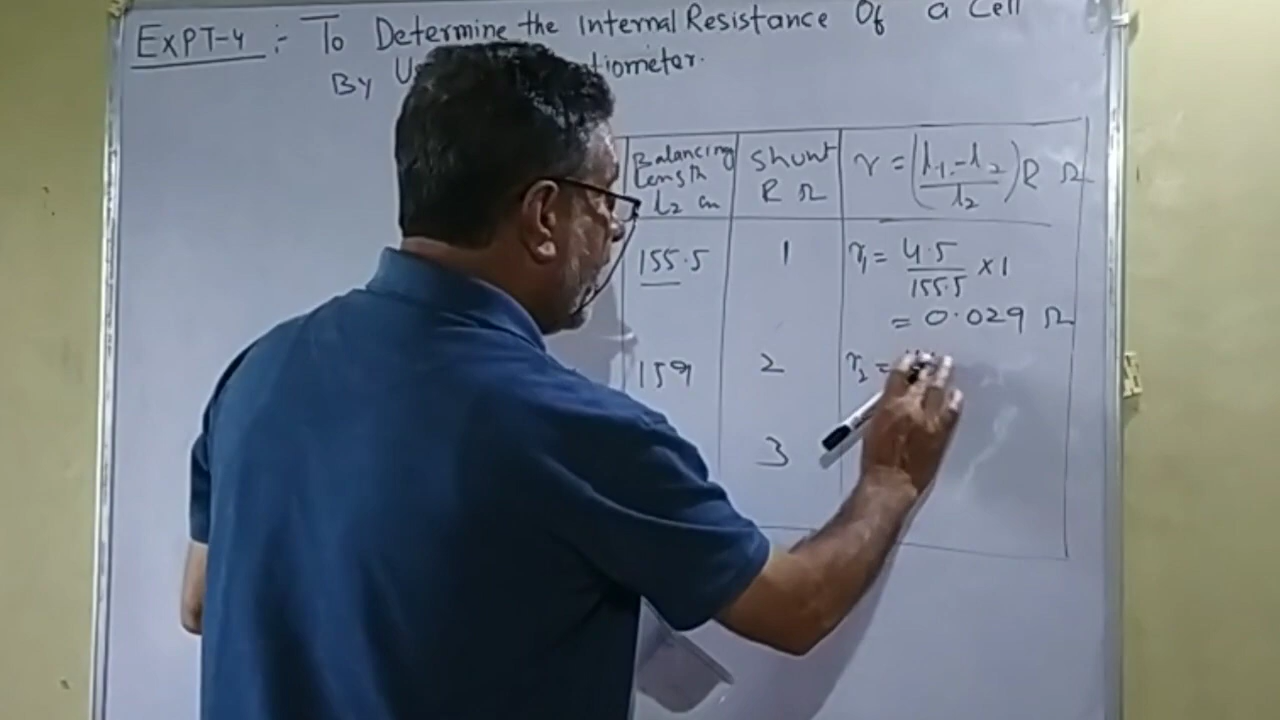 EXPT-4 :- To Determine the Internal Resistance Of a Cell
By U tiometer.
Balancing Length l₂ cm
Shunt R Ω
r = (l₁-l₂/l₂)R Ω
155.5 1 r₁ = 4.5/155.5 ×1
= 0.029 Ω
159 2 r₂ =
3